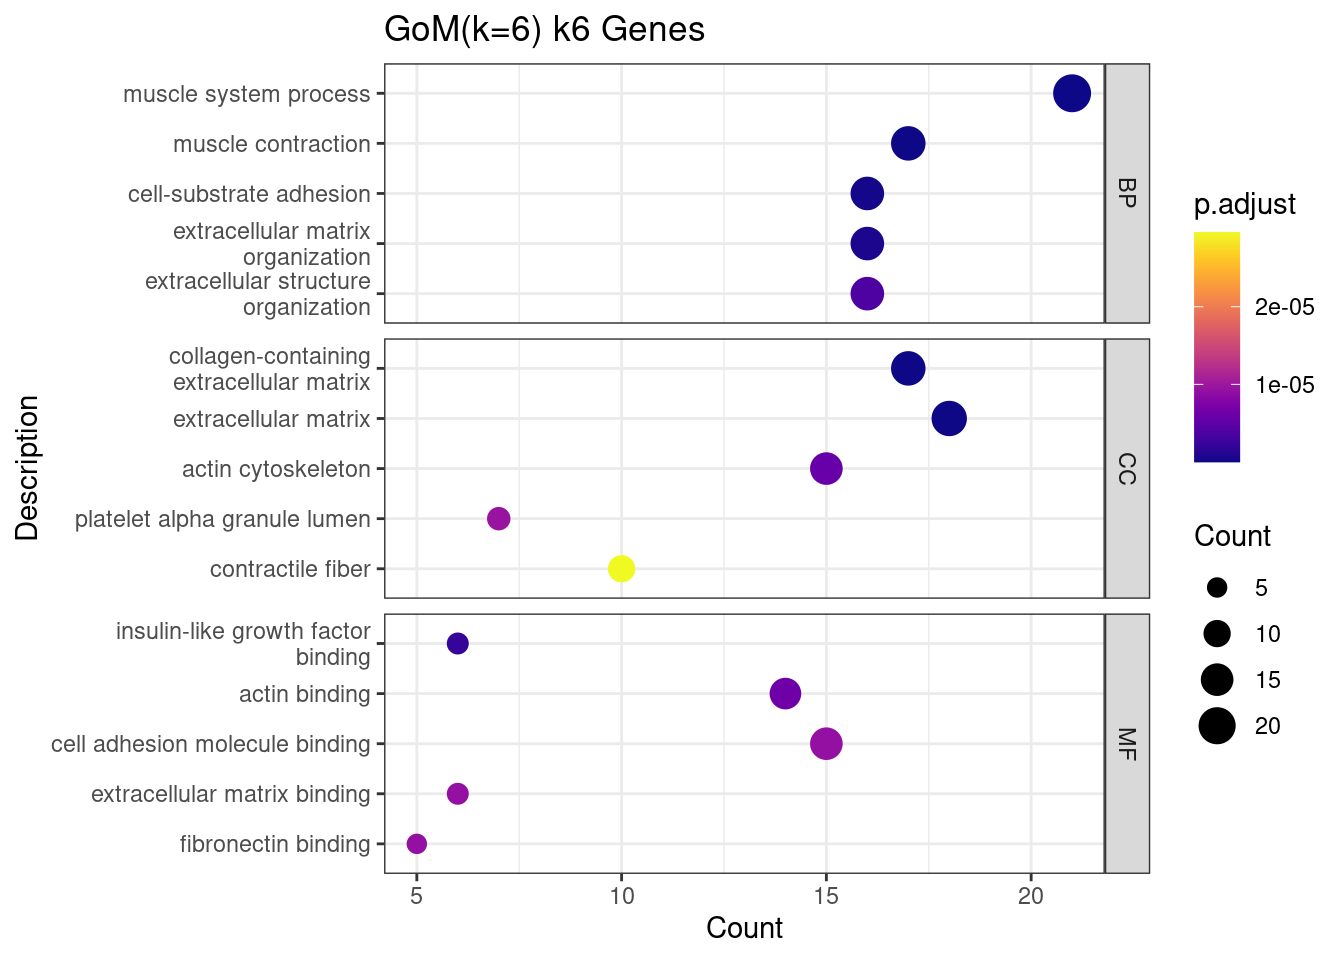 GoM(k=6) k6 Genes
muscle system process
muscle contraction
cell-substrate adhesion
extracellular matrix
organization
extracellular structure
organization
BP
collagen-containing
extracellular matrix
extracellular matrix
actin cytoskeleton
platelet alpha granule lumen
contractile fiber
CC
insulin-like growth factor
binding
actin binding
cell adhesion molecule binding
extracellular matrix binding
fibronectin binding
MF
5
10
15
20
Count
Description
p.adjust
2e-05
1e-05
Count
5
10
15
20